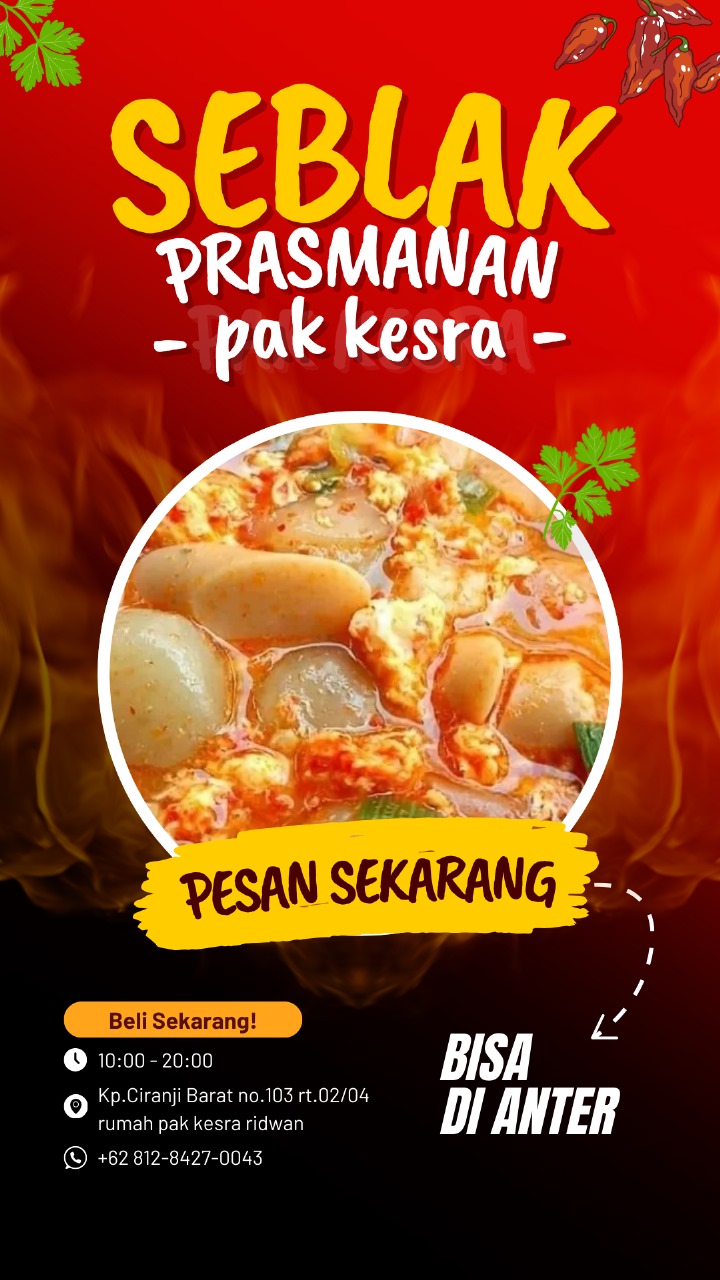 SEBLAK
PRASMANAN
- pak kesra -
PESAN SEKARANG
Beli Sekarang!
10:00 - 20:00
Kp.Ciranji Barat no.103 rt.02/04
rumah pak kesra ridwan
+62 812-8427-0043
BISA
DI ANTER